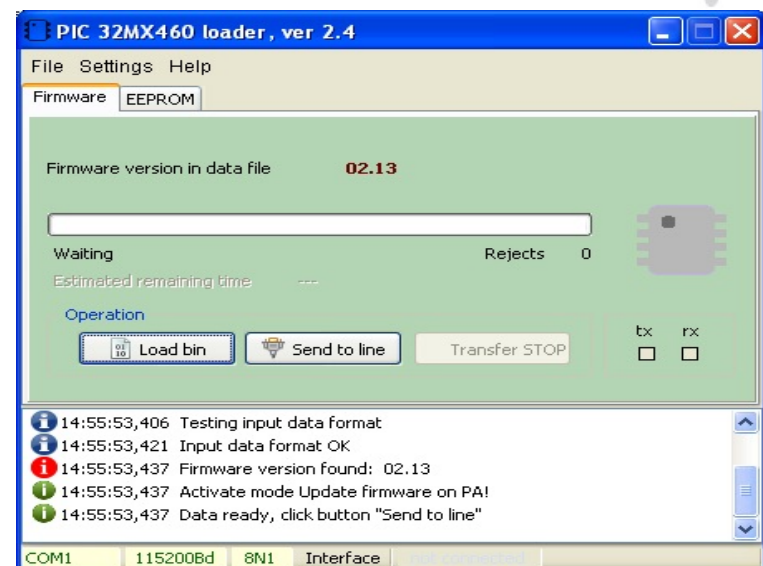 PIC 32MX460 loader, ver 2.4
File Settings Help
Firmware EEPROM
Firmware version in data file 02.13
Waiting Rejects 0
Estimated remaining time ---
Operation
Load bin Send to line Transfer STOP
tx rx
14:55:53,406 Testing input data format
14:55:53,421 Input data format OK
14:55:53,437 Firmware version found: 02.13
14:55:53,437 Activate mode Update firmware on PA!
14:55:53,437 Data ready, click button "Send to line"
COM1 115200Bd 8N1 Interface not connected